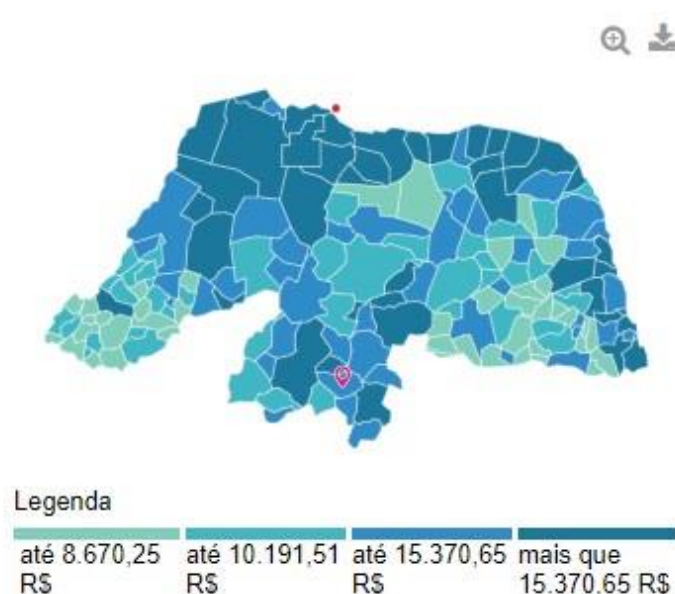 Legenda
até 8.670,25 R$
até 10.191,51 R$
até 15.370,65 R$
mais que 15.370,65 R$